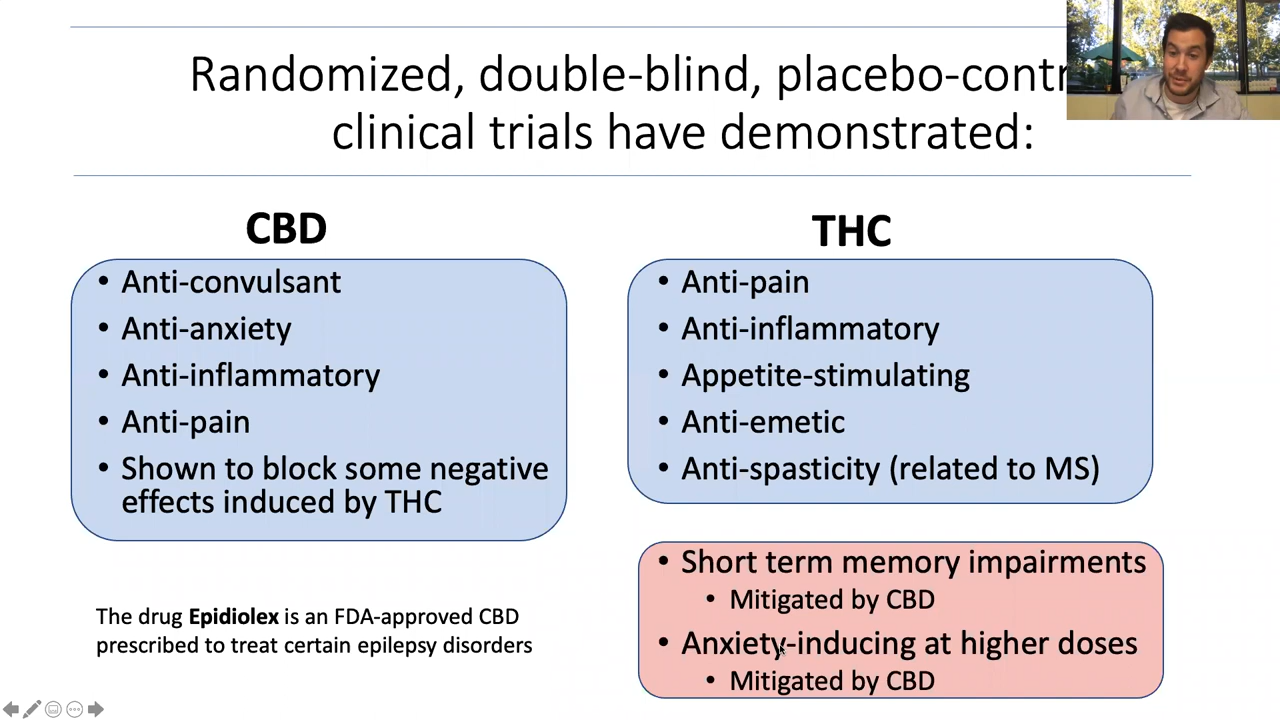 Randomized, double-blind, placebo-contr
clinical trials have demonstrated:
CBD
• Anti-convulsant
• Anti-anxiety
• Anti-inflammatory
• Anti-pain
• Shown to block some negative
effects induced by THC
The drug Epidiolex is an FDA-approved CBD
prescribed to treat certain epilepsy disorders
THC
• Anti-pain
• Anti-inflammatory
• Appetite-stimulating
• Anti-emetic
• Anti-spasticity (related to MS)
• Short term memory impairments
• Mitigated by CBD
• Anxiety-inducing at higher doses
• Mitigated by CBD